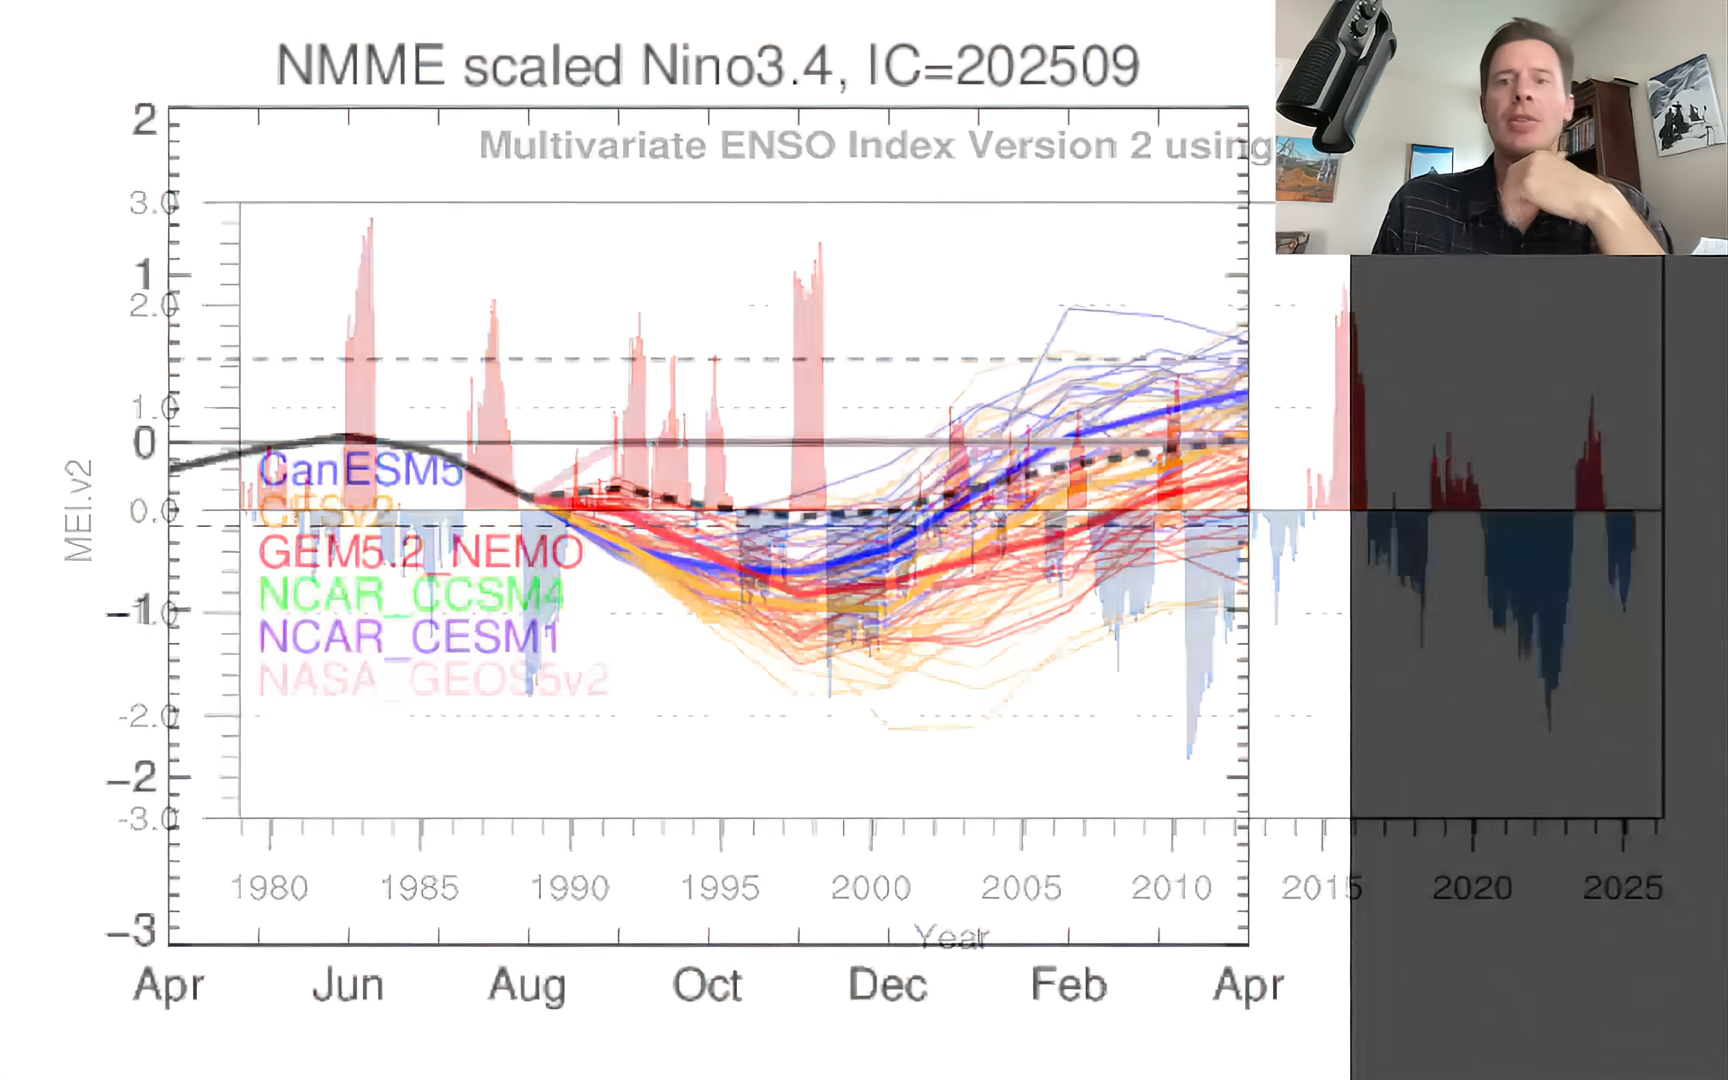 NMME scaled Nino3.4, IC=202509
Multivariate ENSO Index Version 2 using
2
1
0
-1
-2
-3
3.0
2.0
1.0
0.0
-1.0
-2.0
-3.0
MEI.v2
CanESM5
CFSv2
GEM5.2_NEMO
NCAR_CCSM4
NCAR_CESM1
NASA_GEOS5v2
1980 1985 1990 1995 2000 2005 2010 2015 2020 2025
Year
Apr Jun Aug Oct Dec Feb Apr